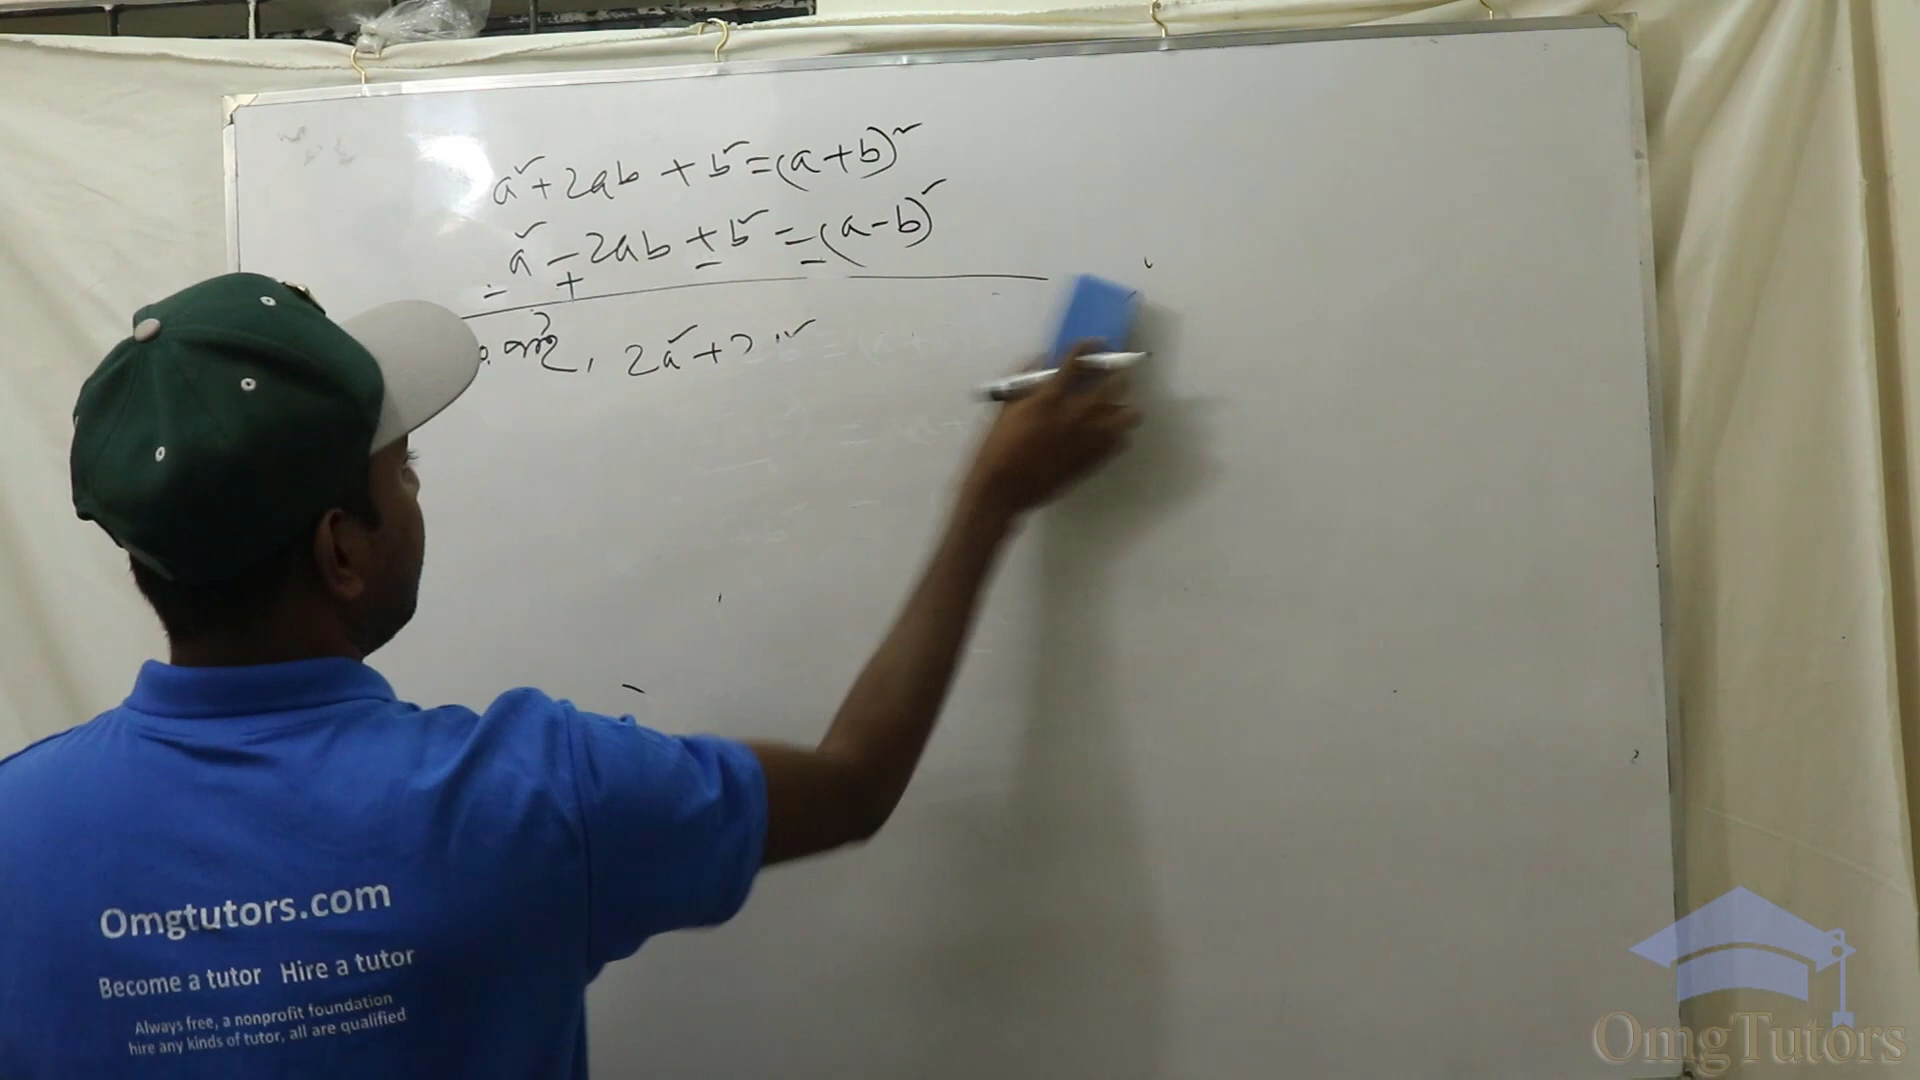 a² + 2ab + b² = (a+b)²
a² - 2ab + b² = (a-b)²
- + - -
করে, 2a² + 2
Omgtutors.com
Become a tutor Hire a tutor
Always free, a nonprofit foundation
hire any kinds of tutor, all are qualified
OmgTutors